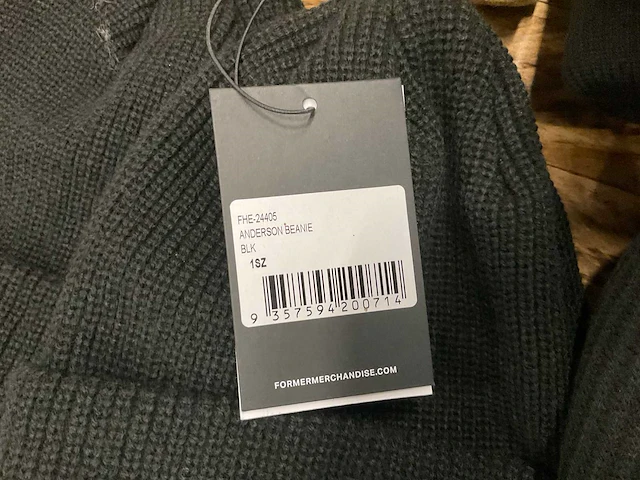 FHE-24405
ANDERSON BEANIE
BLK
1SZ
9 357594 200714
FORMERMERCHANDISE.COM